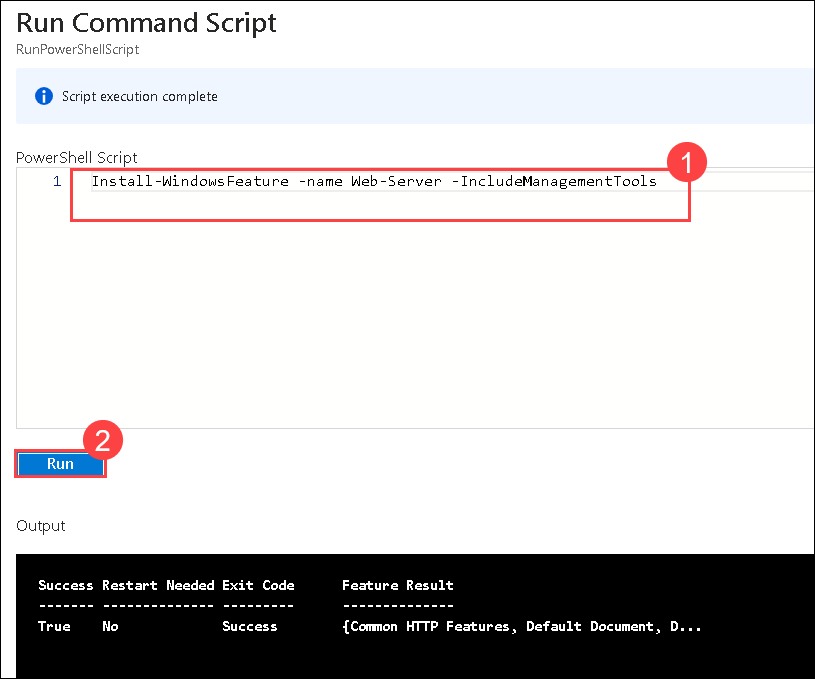 Run Command Script
RunPowerShellScript
i Script execution complete
PowerShell Script
1
1 Install-WindowsFeature -name Web-Server -IncludeManagementTools
2
Run
Output
Success Restart Needed Exit Code Feature Result
------- -------------- --------- --------------
True No Success {Common HTTP Features, Default Document, D...